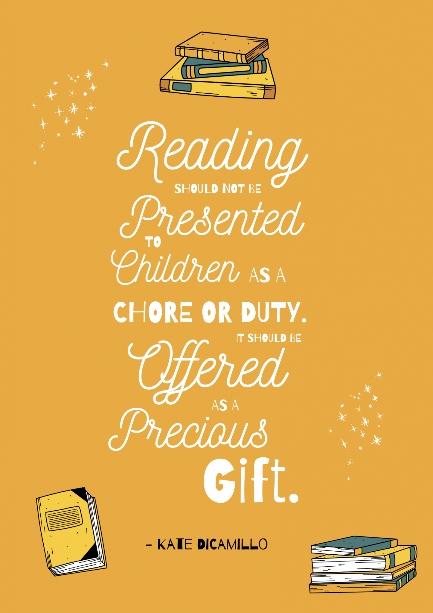 Reading
SHOULD NOT BE
Presented
TO
Children AS A
CHORE OR DUTY.
IT SHOULD BE
Offered
AS A
Precious
Gift.
- KATE DICAMILLO